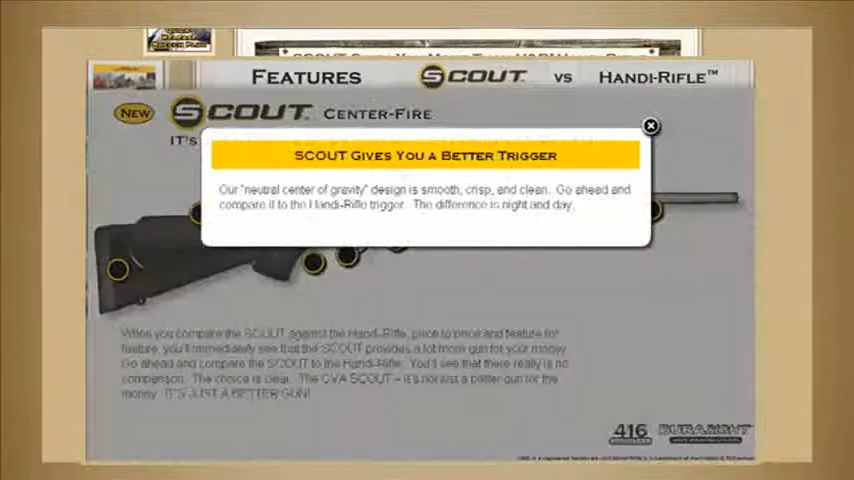 FEATURES SCOUT VS HANDI-RIFLE™
NEW SCOUT CENTER-FIRE
IT'S
SCOUT GIVES YOU A BETTER TRIGGER
Our "neutral center of gravity" design is smooth, crisp, and clean. Go ahead and
compare it to the Handi-Rifle trigger. The difference is night and day.
When you compare the SCOUT against the Handi-Rifle, price to price and feature for
feature, you'll immediately see that the SCOUT provides a lot more gun for your money.
Go ahead and compare the SCOUT to the Handi-Rifle. You'll see that there really is no
comparison. The choice is clear. The CVA SCOUT – it's not just a better gun for the
money. IT'S JUST A BETTER GUN!
416 DURASIGHT